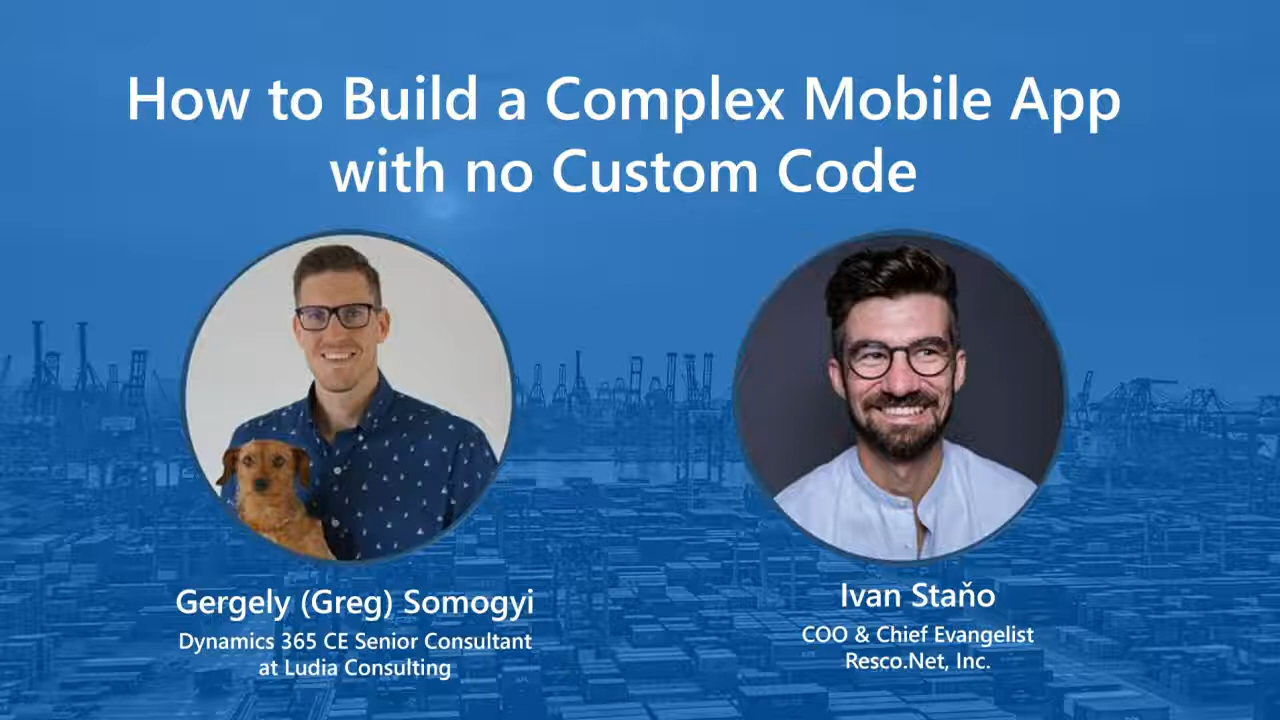 How to Build a Complex Mobile App
with no Custom Code
Gergely (Greg) Somogyi
Dynamics 365 CE Senior Consultant
at Ludia Consulting
Ivan Staňo
COO & Chief Evangelist
Resco.Net, Inc.